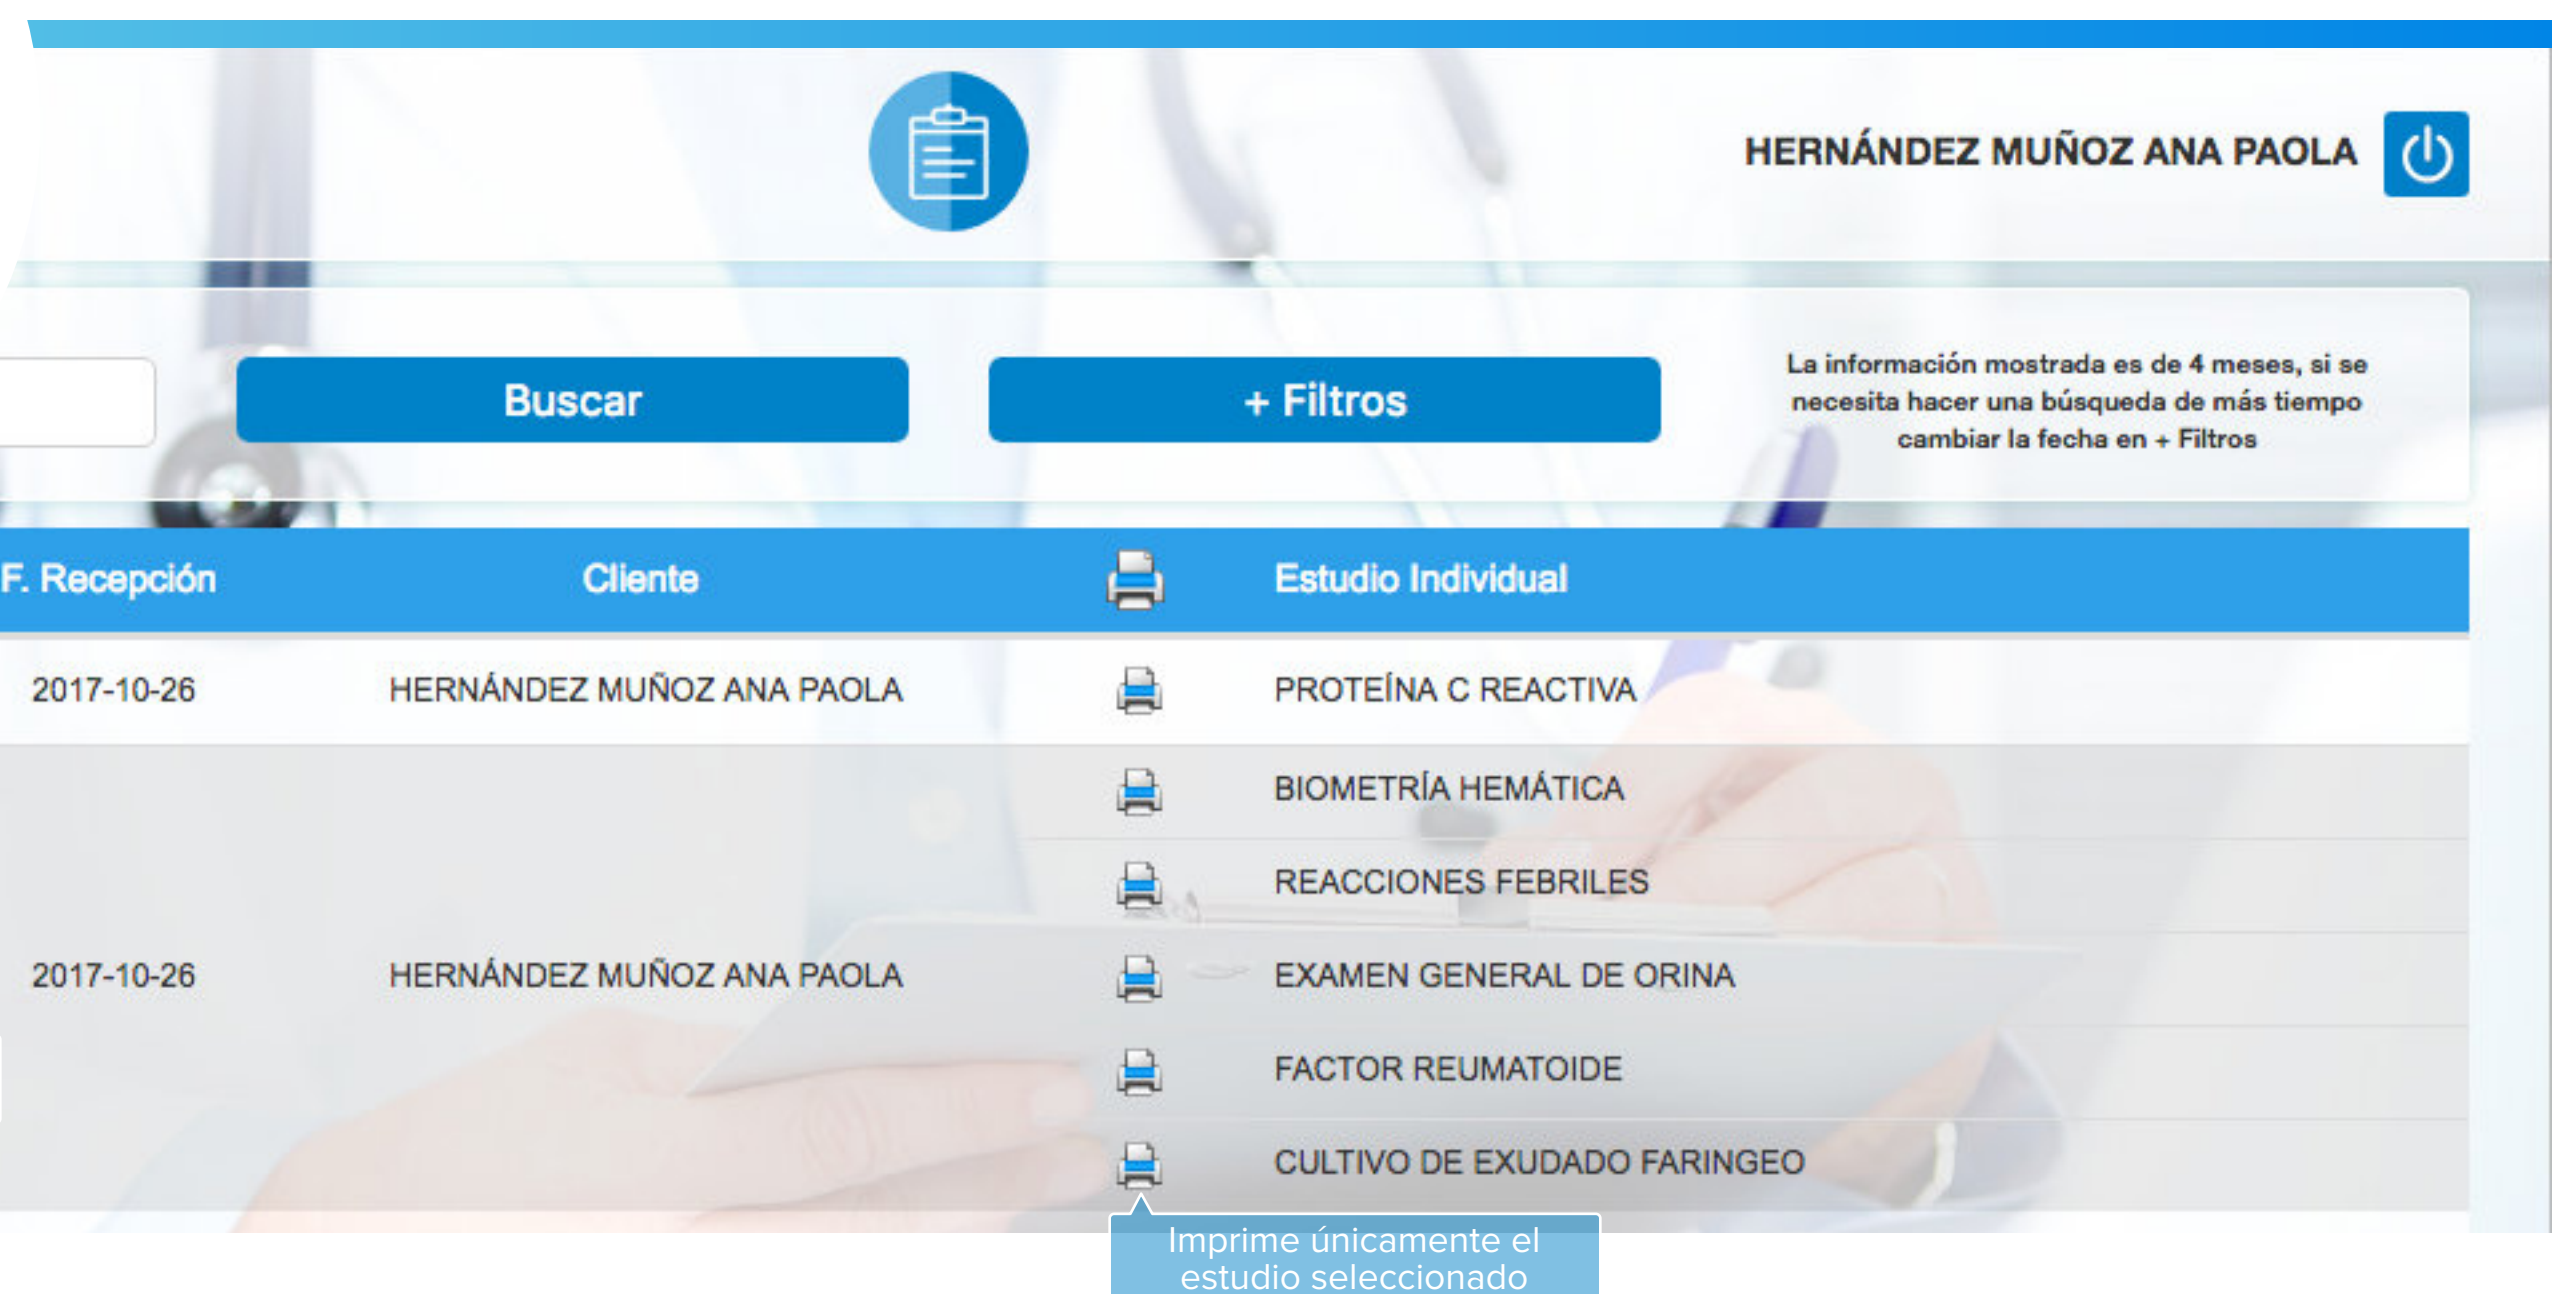 HERNÁNDEZ MUÑOZ ANA PAOLA
Buscar
+ Filtros
La información mostrada es de 4 meses, si se
necesita hacer una búsqueda de más tiempo
cambiar la fecha en + Filtros
F. Recepción Cliente Estudio Individual
2017-10-26 HERNÁNDEZ MUÑOZ ANA PAOLA PROTEÍNA C REACTIVA
BIOMETRÍA HEMÁTICA
REACCIONES FEBRILES
2017-10-26 HERNÁNDEZ MUÑOZ ANA PAOLA EXAMEN GENERAL DE ORINA
FACTOR REUMATOIDE
CULTIVO DE EXUDADO FARINGEO
Imprime únicamente el
estudio seleccionado